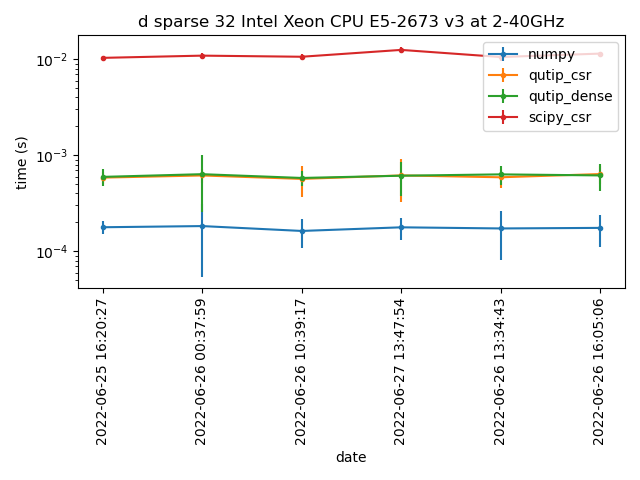 d sparse 32 Intel Xeon CPU E5-2673 v3 at 2-40GHz
numpy
qutip_csr
qutip_dense
scipy_csr
time (s)
10⁻²
10⁻³
10⁻⁴
2022-06-25 16:20:27
2022-06-26 00:37:59
2022-06-26 10:39:17
2022-06-27 13:47:54
2022-06-26 13:34:43
2022-06-26 16:05:06
date